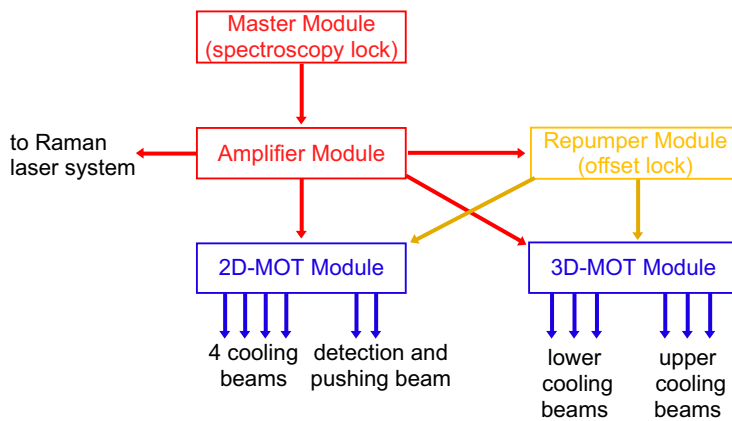 Master Module
(spectroscopy lock)
to Raman
laser system
Amplifier Module
Repumper Module
(offset lock)
2D-MOT Module
3D-MOT Module
4 cooling
beams
detection and
pushing beam
lower
cooling
beams
upper
cooling
beams